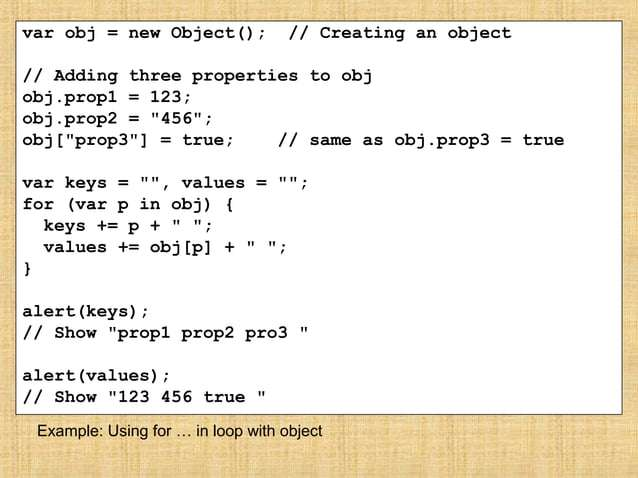 var obj = new Object();  // Creating an object
// Adding three properties to obj
obj.prop1 = 123;
obj.prop2 = "456";
obj["prop3"] = true;    // same as obj.prop3 = true
var keys = "", values = "";
for (var p in obj) {
  keys += p + " ";
  values += obj[p] + " ";
}
alert(keys);
// Show "prop1 prop2 pro3 "
alert(values);
// Show "123 456 true "
Example: Using for … in loop with object